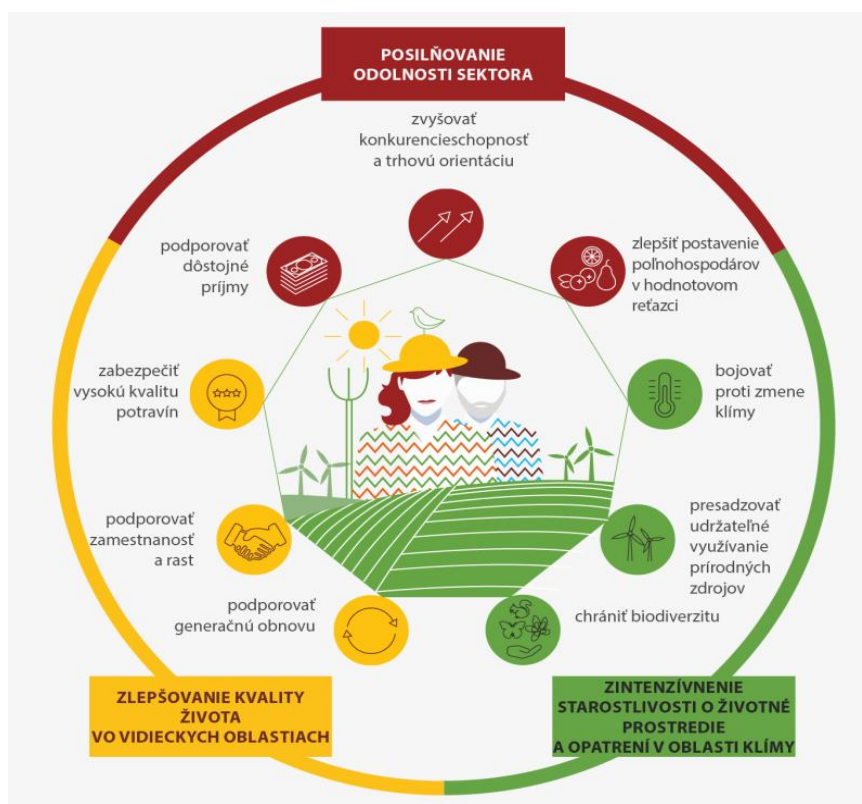 POSILŇOVANIE
ODOLNOSTI SEKTORA
zvyšovať
konkurencieschopnosť
a trhovú orientáciu
podporovať
dôstojné
príjmy
zlepšiť postavenie
poľnohospodárov
v hodnotovom
reťazci
zabezpečiť
vysokú kvalitu
potravín
bojovať
proti zmene
klímy
podporovať
zamestnanosť
a rast
presadzovať
udržateľné
využívanie
prírodných
zdrojov
podporovať
generačnú obnovu
chrániť biodiverzitu
ZLEPŠOVANIE KVALITY
ŽIVOTA
VO VIDIECKYCH OBLASTIACH
ZINTENZÍVNENIE
STAROSTLIVOSTI O ŽIVOTNÉ
PROSTREDIE
A OPATRENÍ V OBLASTI KLÍMY